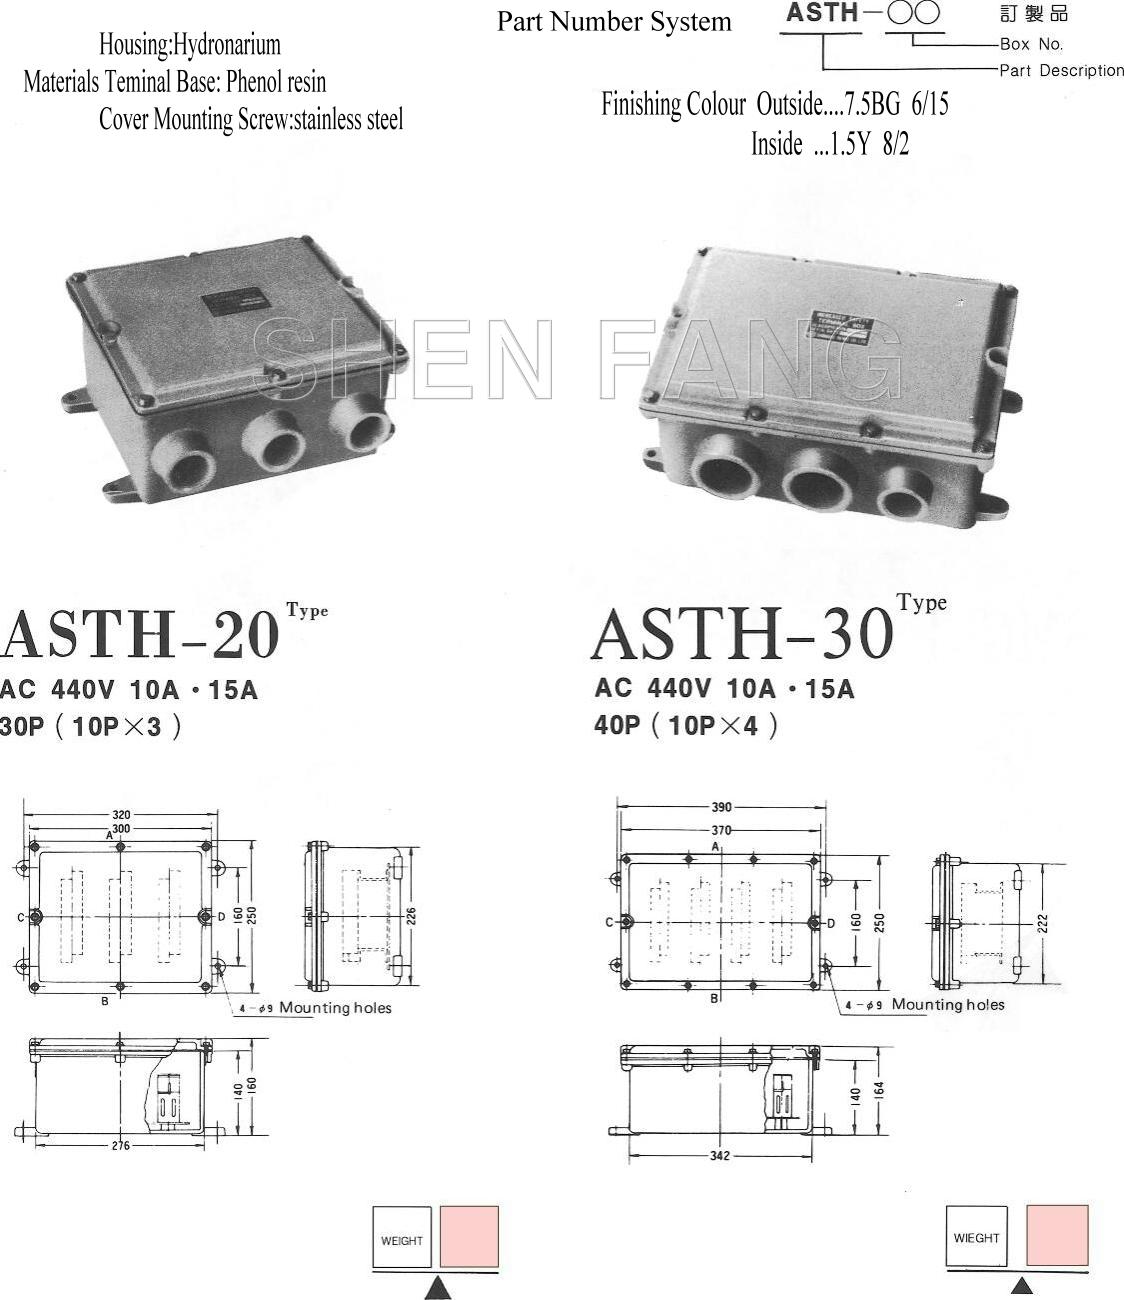 Part Number System
ASTH-○○
訂製品
Box No.
Part Description
Housing:Hydronarium
Materials Teminal Base: Phenol resin
Cover Mounting Screw:stainless steel
Finishing Colour Outside....7.5BG 6/15
Inside ...1.5Y 8/2
INCREASED SAFETY
TERMINAL BOX
SHEN FANG
ASTH-20 Type
AC 440V 10A・15A
30P (10P×3)
ASTH-30 Type
AC 440V 10A・15A
40P (10P×4)
320
300
A
C
D
B
160
250
226
4-φ9 Mounting holes
140
160
276
390
370
A
C
D
B
160
250
222
4-φ9 Mounting holes
140
164
342
WEIGHT
WIEGHT